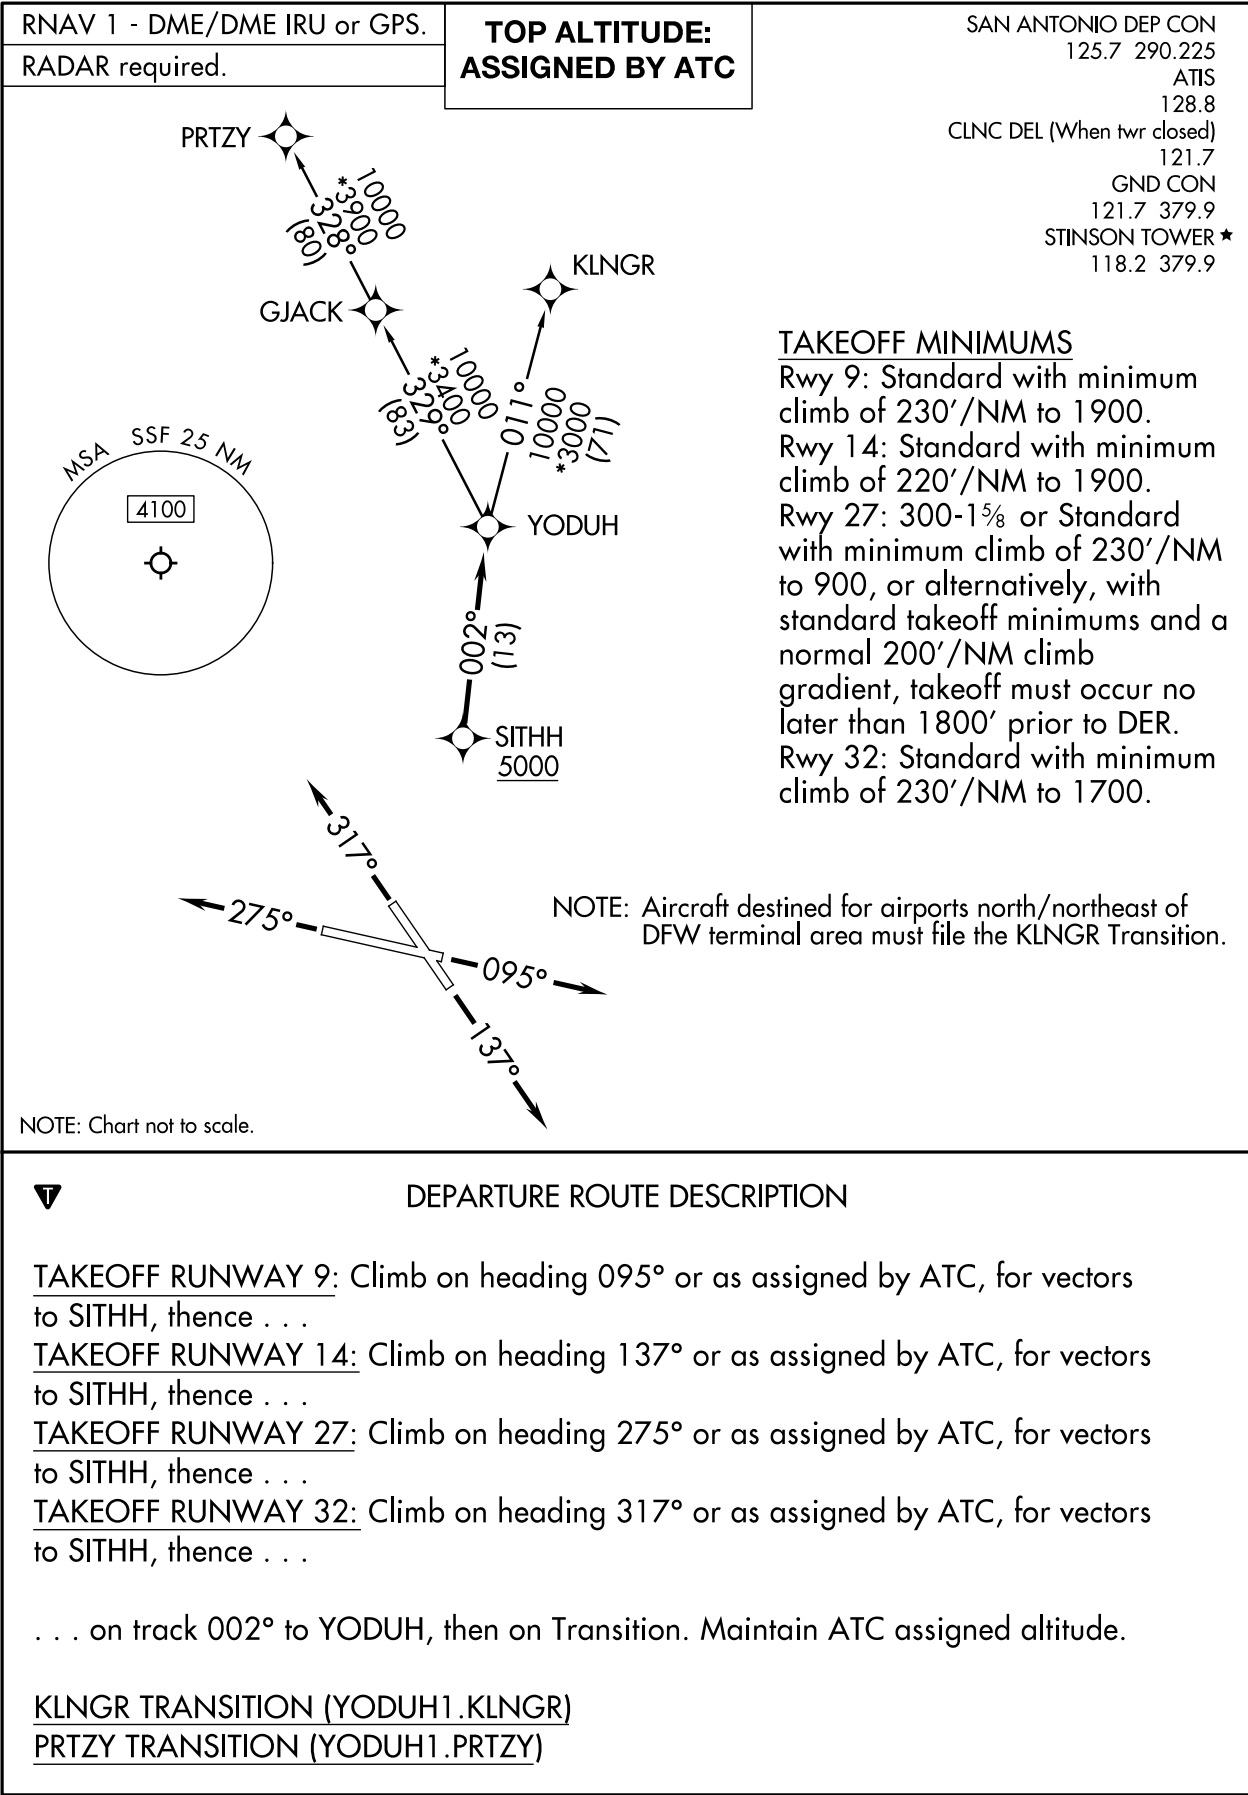 RNAV 1 - DME/DME IRU or GPS.
RADAR required.
TOP ALTITUDE:
ASSIGNED BY ATC
SAN ANTONIO DEP CON
125.7 290.225
ATIS
128.8
CLNC DEL (When twr closed)
121.7
GND CON
121.7 379.9
STINSON TOWER ★
118.2 379.9
PRTZY
10000
*3900
328°
(80)
GJACK
KLNGR
10000
*3400
329°
(83)
011°
10000
*3000
(71)
MSA SSF 25 NM
4100
YODUH
002°
(13)
SITHH
5000
TAKEOFF MINIMUMS
Rwy 9: Standard with minimum
climb of 230'/NM to 1900.
Rwy 14: Standard with minimum
climb of 220'/NM to 1900.
Rwy 27: 300-1⅝ or Standard
with minimum climb of 230'/NM
to 900, or alternatively, with
standard takeoff minimums and a
normal 200'/NM climb
gradient, takeoff must occur no
later than 1800' prior to DER.
Rwy 32: Standard with minimum
climb of 230'/NM to 1700.
317°
275°
095°
137°
NOTE: Aircraft destined for airports north/northeast of
DFW terminal area must file the KLNGR Transition.
NOTE: Chart not to scale.
T
DEPARTURE ROUTE DESCRIPTION
TAKEOFF RUNWAY 9: Climb on heading 095° or as assigned by ATC, for vectors
to SITHH, thence . . .
TAKEOFF RUNWAY 14: Climb on heading 137° or as assigned by ATC, for vectors
to SITHH, thence . . .
TAKEOFF RUNWAY 27: Climb on heading 275° or as assigned by ATC, for vectors
to SITHH, thence . . .
TAKEOFF RUNWAY 32: Climb on heading 317° or as assigned by ATC, for vectors
to SITHH, thence . . .
. . . on track 002° to YODUH, then on Transition. Maintain ATC assigned altitude.
KLNGR TRANSITION (YODUH1.KLNGR)
PRTZY TRANSITION (YODUH1.PRTZY)